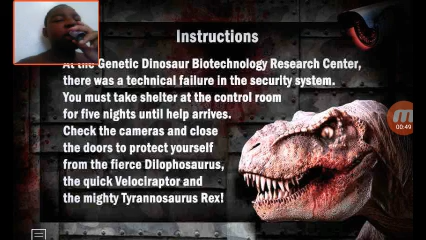 Instructions
At the Genetic Dinosaur Biotechnology Research Center,
there was a technical failure in the security system.
You must take shelter at the control room
for five nights until help arrives.
Check the cameras and close
the doors to protect yourself
from the fierce Dilophosaurus,
the quick Velociraptor and
the mighty Tyrannosaurus Rex!
00:49